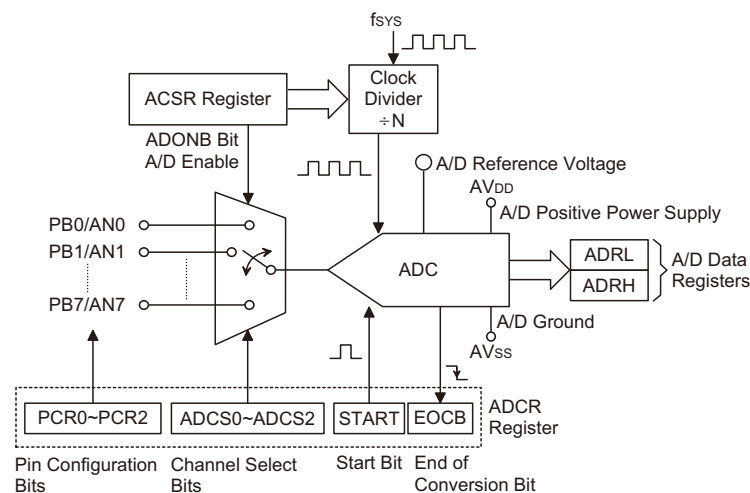 fSYS
Clock
Divider
÷N
ACSR Register
ADONB Bit
A/D Enable
A/D Reference Voltage
AVDD
A/D Positive Power Supply
PB0/AN0
PB1/AN1
PB7/AN7
ADC
ADRL
ADRH
A/D Data
Registers
A/D Ground
AVSS
PCR0~PCR2
ADCS0~ADCS2
START
EOCB
ADCR
Register
Pin Configuration
Bits
Channel Select
Bits
Start Bit
End of
Conversion Bit